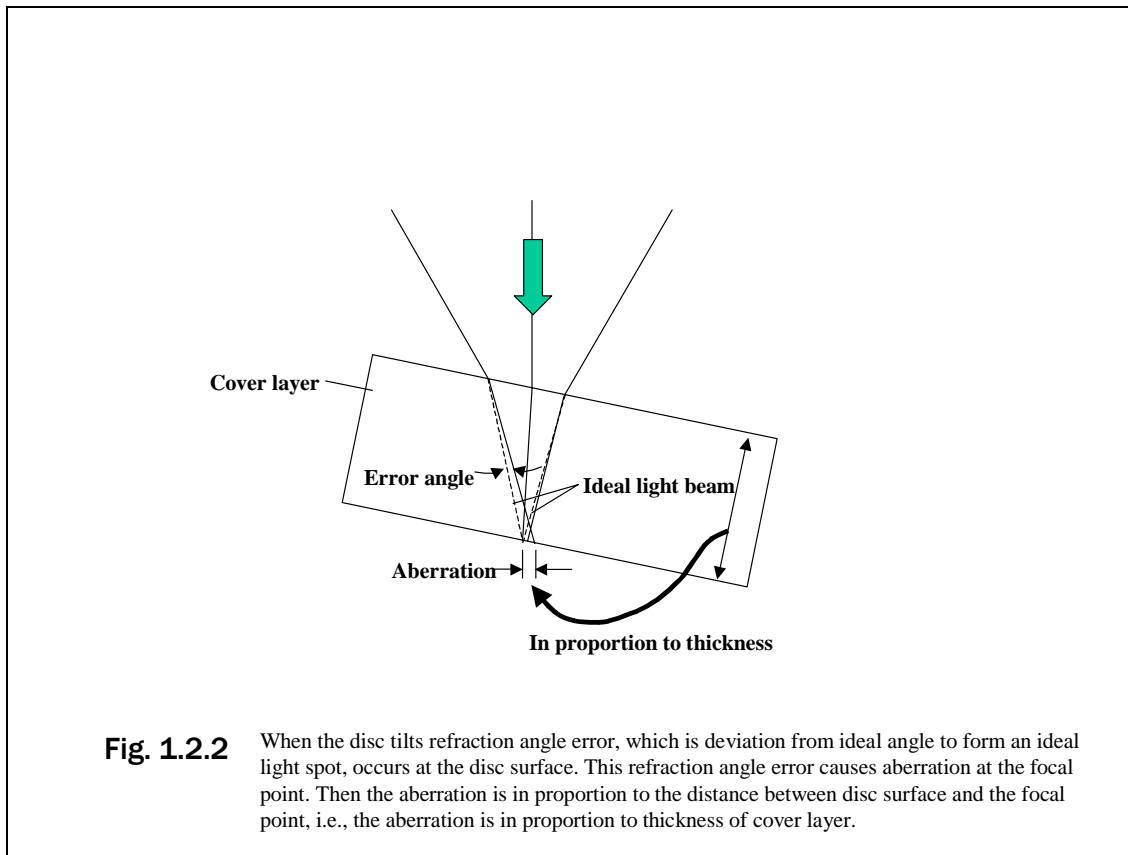 Cover layer
Error angle
Ideal light beam
Aberration
In proportion to thickness
Fig. 1.2.2
When the disc tilts refraction angle error, which is deviation from ideal angle to form an ideal
light spot, occurs at the disc surface. This refraction angle error causes aberration at the focal
point. Then the aberration is in proportion to the distance between disc surface and the focal
point, i.e., the aberration is in proportion to thickness of cover layer.